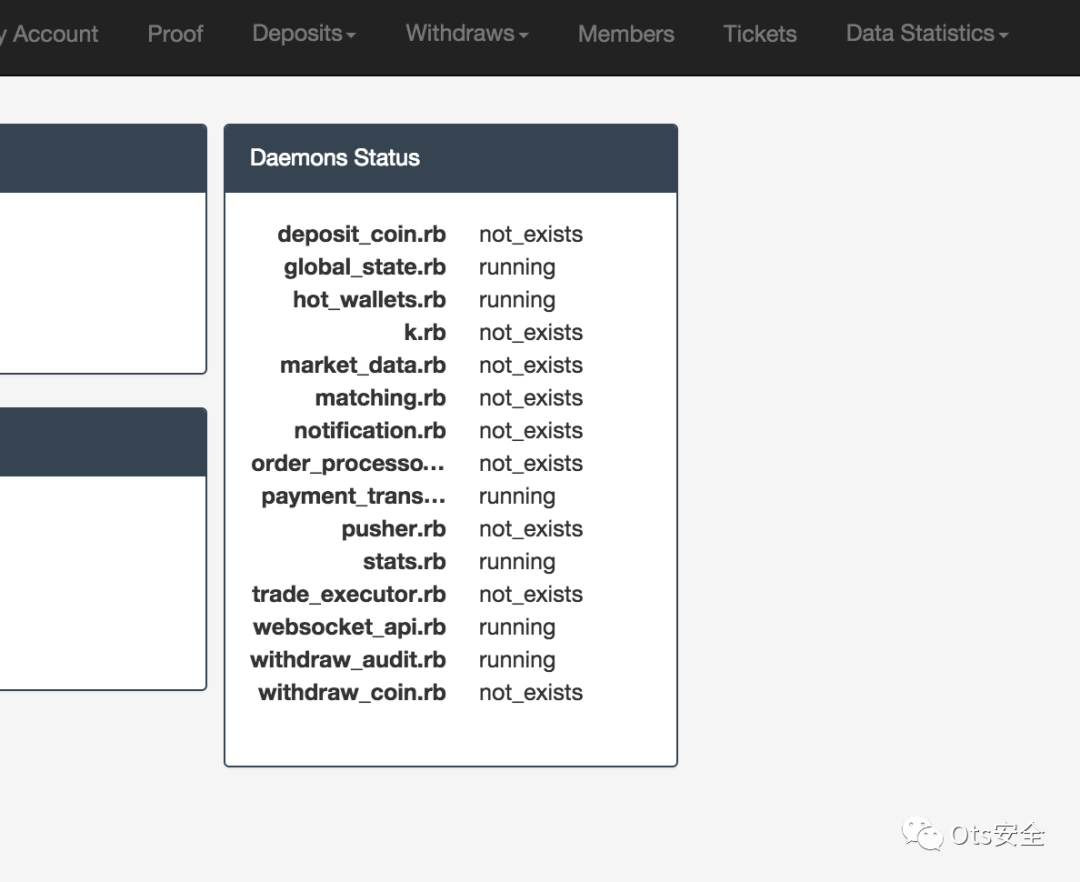 y Account Proof Deposits Withdraws Members Tickets Data Statistics
Daemons Status
deposit_coin.rb not_exists
global_state.rb running
hot_wallets.rb running
k.rb not_exists
market_data.rb not_exists
matching.rb not_exists
notification.rb not_exists
order_processo... not_exists
payment_trans... running
pusher.rb not_exists
stats.rb running
trade_executor.rb not_exists
websocket_api.rb running
withdraw_audit.rb running
withdraw_coin.rb not_exists
Ots安全